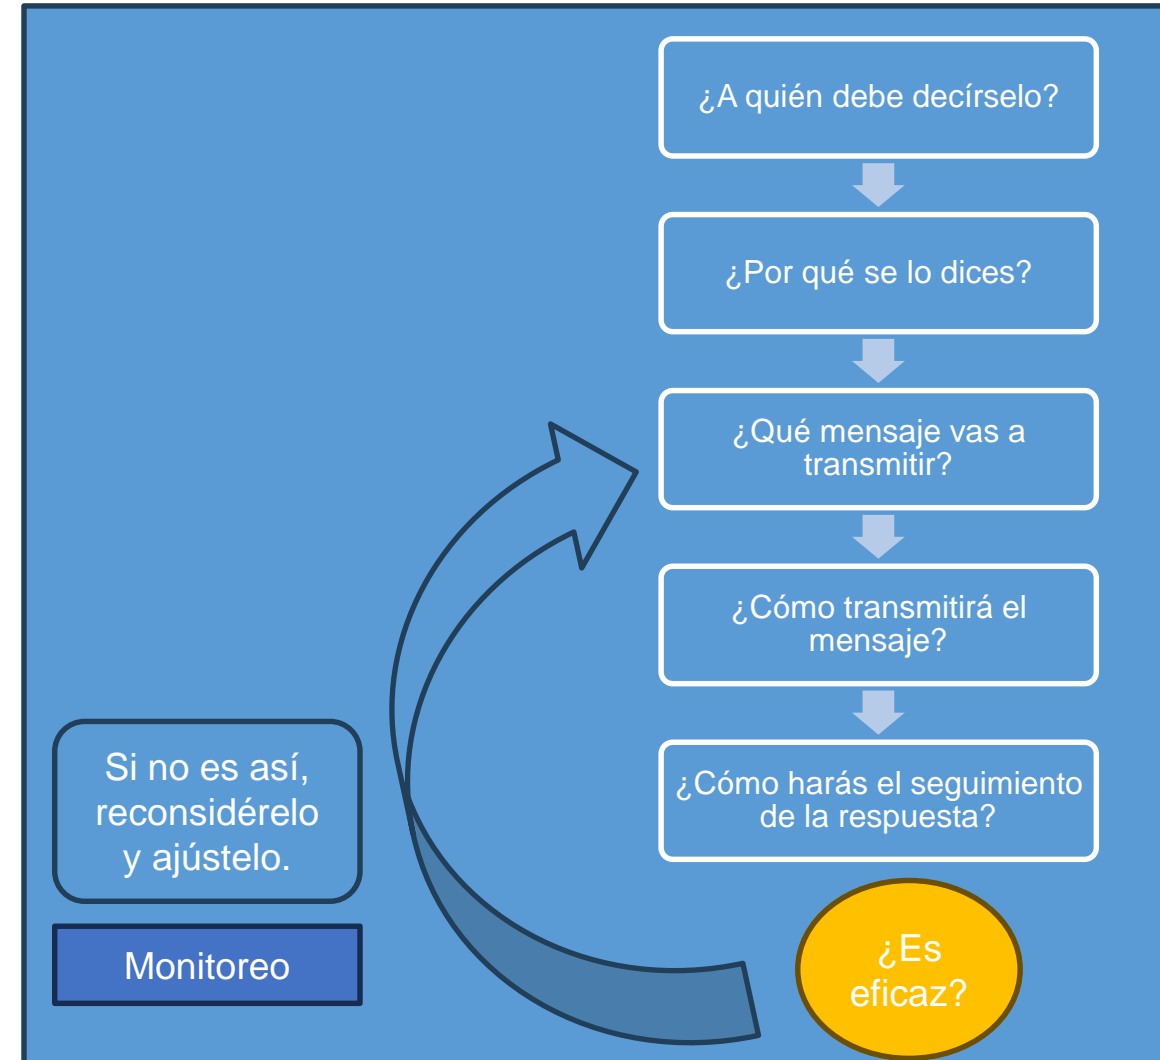 ¿A quién debe decírselo?
¿Por qué se lo dices?
¿Qué mensaje vas a
transmitir?
¿Cómo transmitirá el
mensaje?
¿Cómo harás el seguimiento
de la respuesta?
¿Es
eficaz?
Si no es así,
reconsidérelo
y ajústelo.
Monitoreo